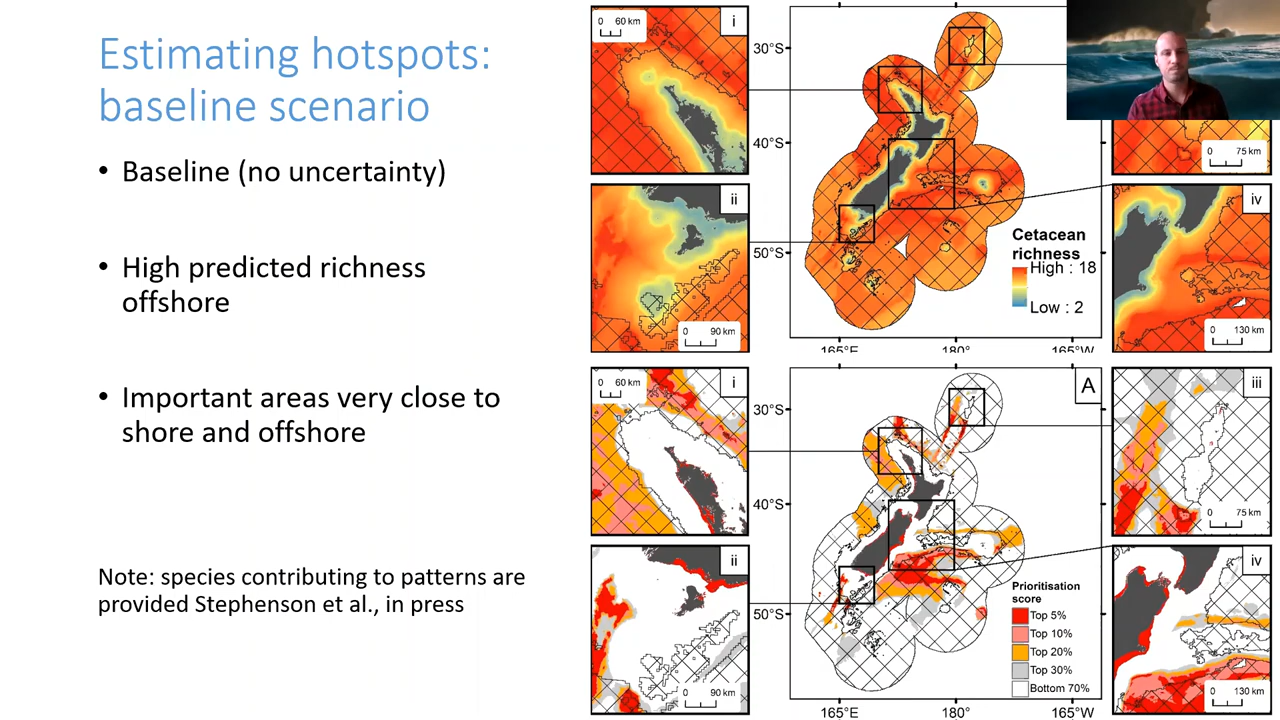 Estimating hotspots:
baseline scenario
• Baseline (no uncertainty)
• High predicted richness
offshore
• Important areas very close to
shore and offshore
Note: species contributing to patterns are
provided Stephenson et al., in press
0 60 km
i
ii
0 90 km
30°S
40°S
50°S
Cetacean
richness
High : 18
Low : 2
165°E
180°
165°W
0 75 km
iv
0 130 km
0 60 km
i
ii
0 90 km
A
30°S
40°S
50°S
Prioritisation
score
Top 5%
Top 10%
Top 20%
Top 30%
Bottom 70%
165°E
180°
165°W
iii
0 75 km
iv
0 130 km